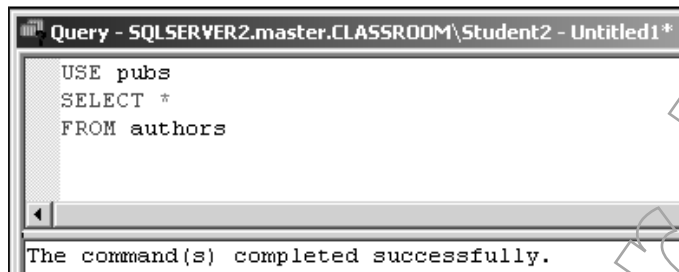 Query - SQLSERVER2.master.CLASSROOM\Student2 - Untitled1*
USE pubs
SELECT *
FROM authors
The command(s) completed successfully.